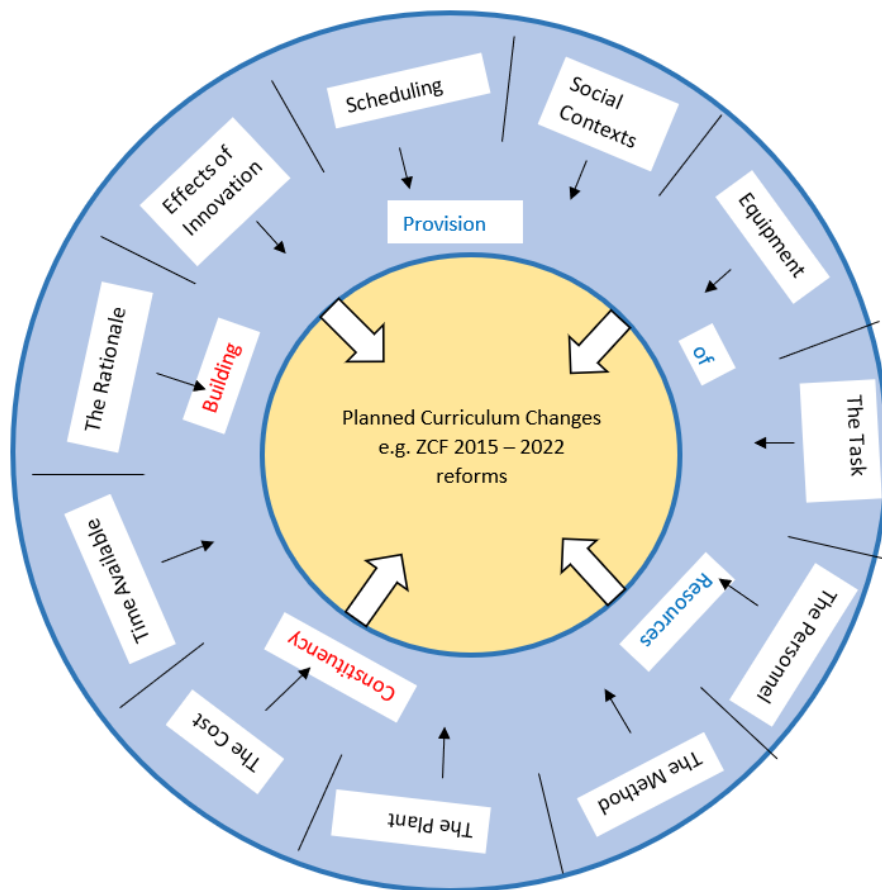 Scheduling
Social
Contexts
Equipment
The Task
The Personnel
The Method
The Plant
The Cost
Time Available
The Rationale
Effects of
Innovation
Provision
of
Resources
Constituency
Building
Planned Curriculum Changes
e.g. ZCF 2015 – 2022
reforms